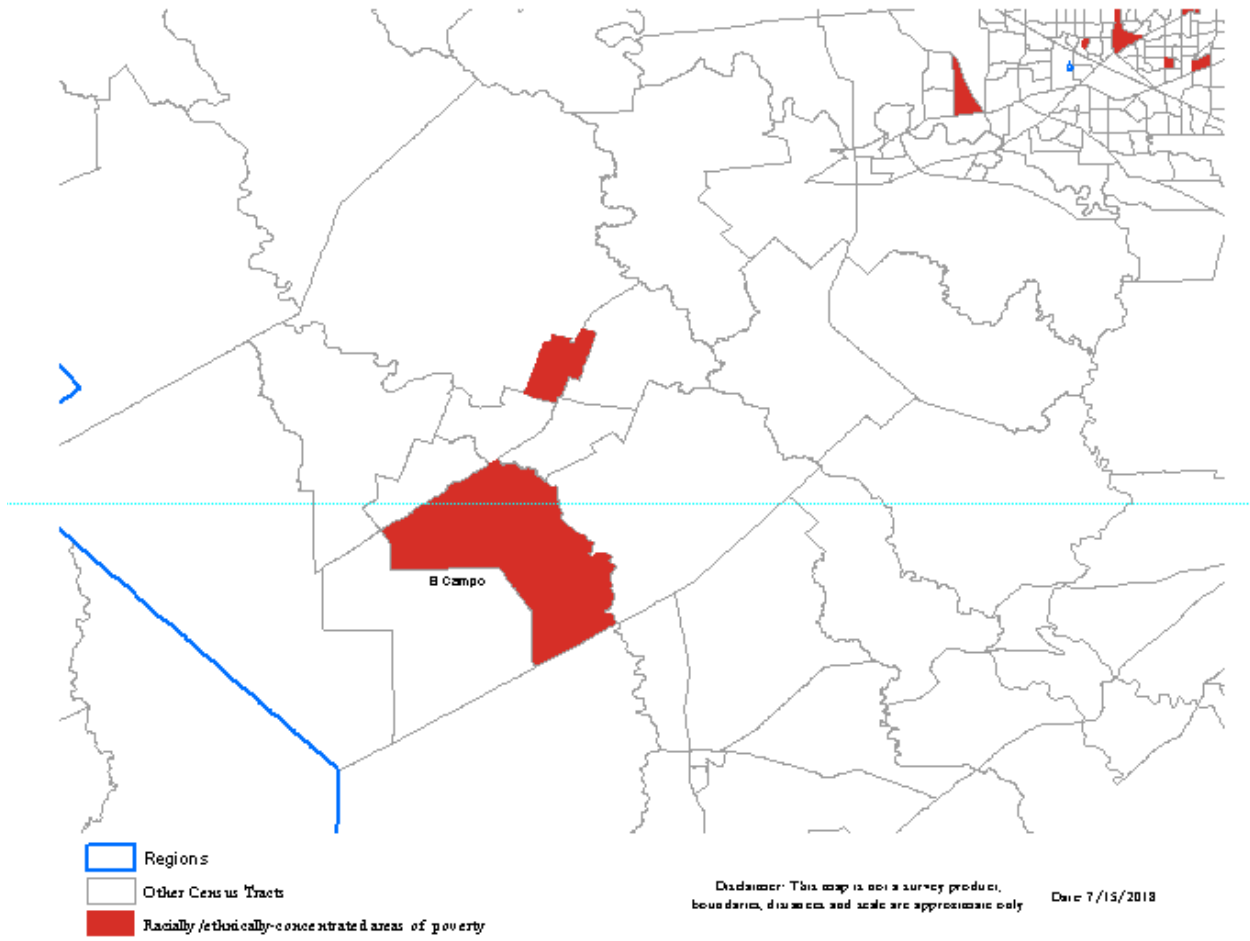 El Campo
Regions
Other Census Tracts
Racially/ethnically-concentrated areas of poverty
Disclaimer: This map is not a survey product,
boundaries, distances and scale are approximate only
Date 7/15/2018